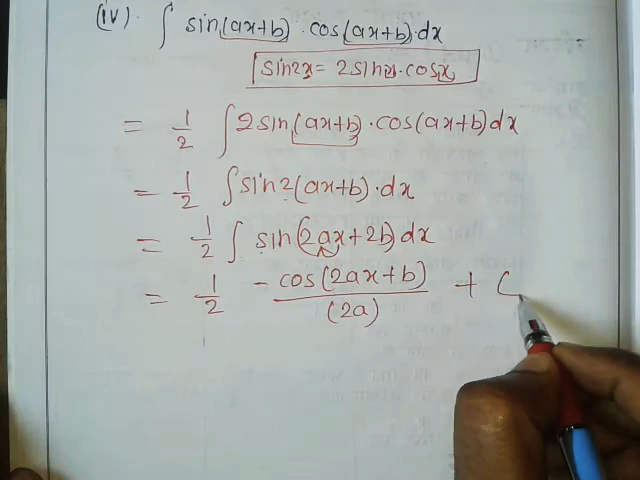 (iv). ∫ sin(ax+b) · cos(ax+b)·dx
sin2x = 2sinx·cosx
= 1/2 ∫ 2sin(ax+b)·cos(ax+b)dx
= 1/2 ∫ sin2(ax+b)·dx
= 1/2 ∫ sin(2ax+2b)dx
= 1/2 -cos(2ax+b)/(2a) + C